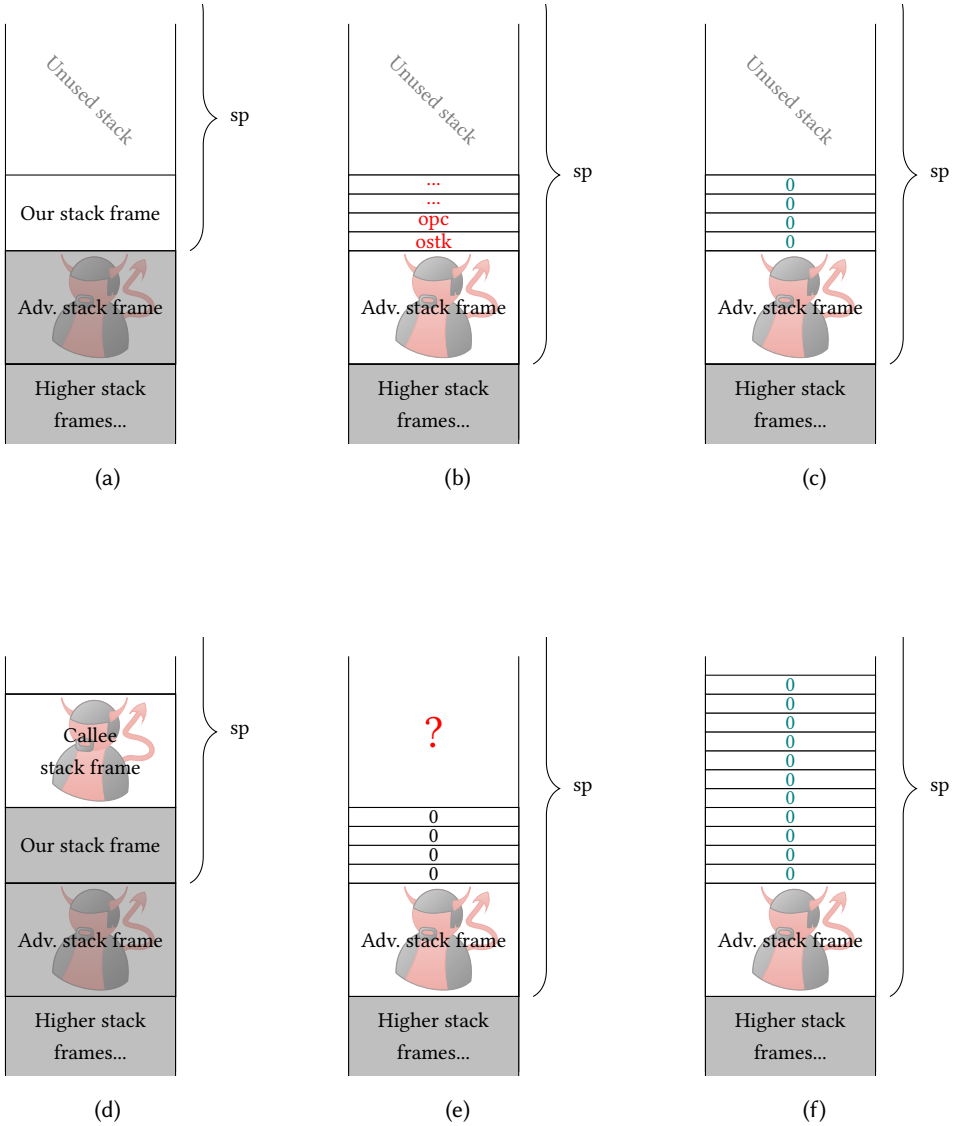 Unused stack
sp
Our stack frame
Adv. stack frame
Higher stack
frames...
(a)
Unused stack
sp
...
...
opc
ostk
Adv. stack frame
Higher stack
frames...
(b)
Unused stack
sp
0
0
0
0
Adv. stack frame
Higher stack
frames...
(c)
sp
Callee
stack frame
Our stack frame
Adv. stack frame
Higher stack
frames...
(d)
?
sp
0
0
0
0
Adv. stack frame
Higher stack
frames...
(e)
0
0
0
0
0
0
sp
0
0
0
0
0
Adv. stack frame
Higher stack
frames...
(f)